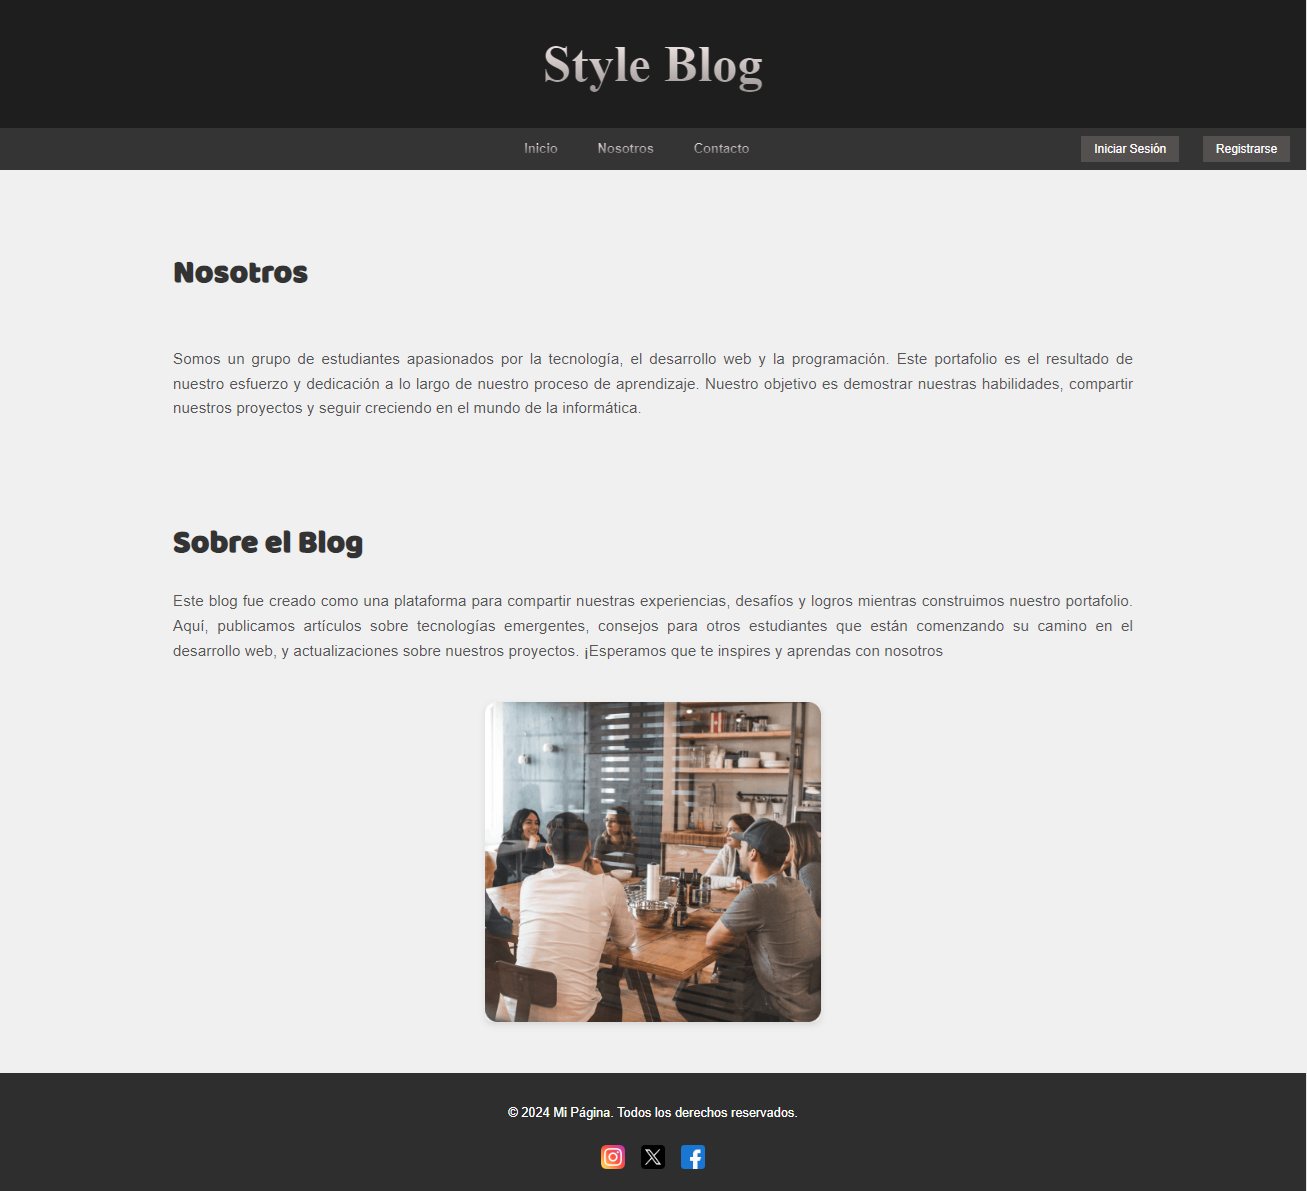 Style Blog
Inicio Nosotros Contacto Iniciar Sesión Registrarse
Nosotros
Somos un grupo de estudiantes apasionados por la tecnología, el desarrollo web y la programación. Este portafolio es el resultado de
nuestro esfuerzo y dedicación a lo largo de nuestro proceso de aprendizaje. Nuestro objetivo es demostrar nuestras habilidades, compartir
nuestros proyectos y seguir creciendo en el mundo de la informática.
Sobre el Blog
Este blog fue creado como una plataforma para compartir nuestras experiencias, desafíos y logros mientras construimos nuestro portafolio.
Aquí, publicamos artículos sobre tecnologías emergentes, consejos para otros estudiantes que están comenzando su camino en el
desarrollo web, y actualizaciones sobre nuestros proyectos. ¡Esperamos que te inspires y aprendas con nosotros
© 2024 Mi Página. Todos los derechos reservados.